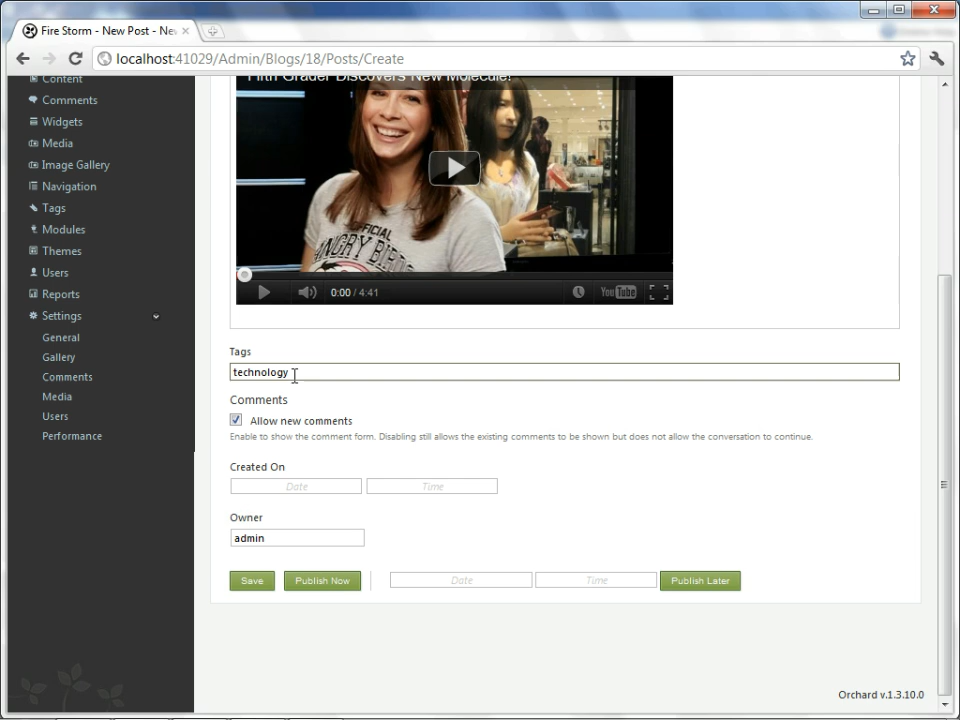 Fire Storm - New Post - Ne
localhost:41029/Admin/Blogs/18/Posts/Create
Content
Comments
Widgets
Media
Image Gallery
Navigation
Tags
Modules
Themes
Users
Reports
Settings
General
Gallery
Comments
Media
Users
Performance
Fifth Grader Discovers New Molecule!
OFFICIAL
ANGRY BIRDS
0:00 / 4:41
YouTube
Tags
technology
Comments
Allow new comments
Enable to show the comment form. Disabling still allows the existing comments to be shown but does not allow the conversation to continue.
Created On
Date Time
Owner
admin
Save Publish Now Date Time Publish Later
Orchard v.1.3.10.0